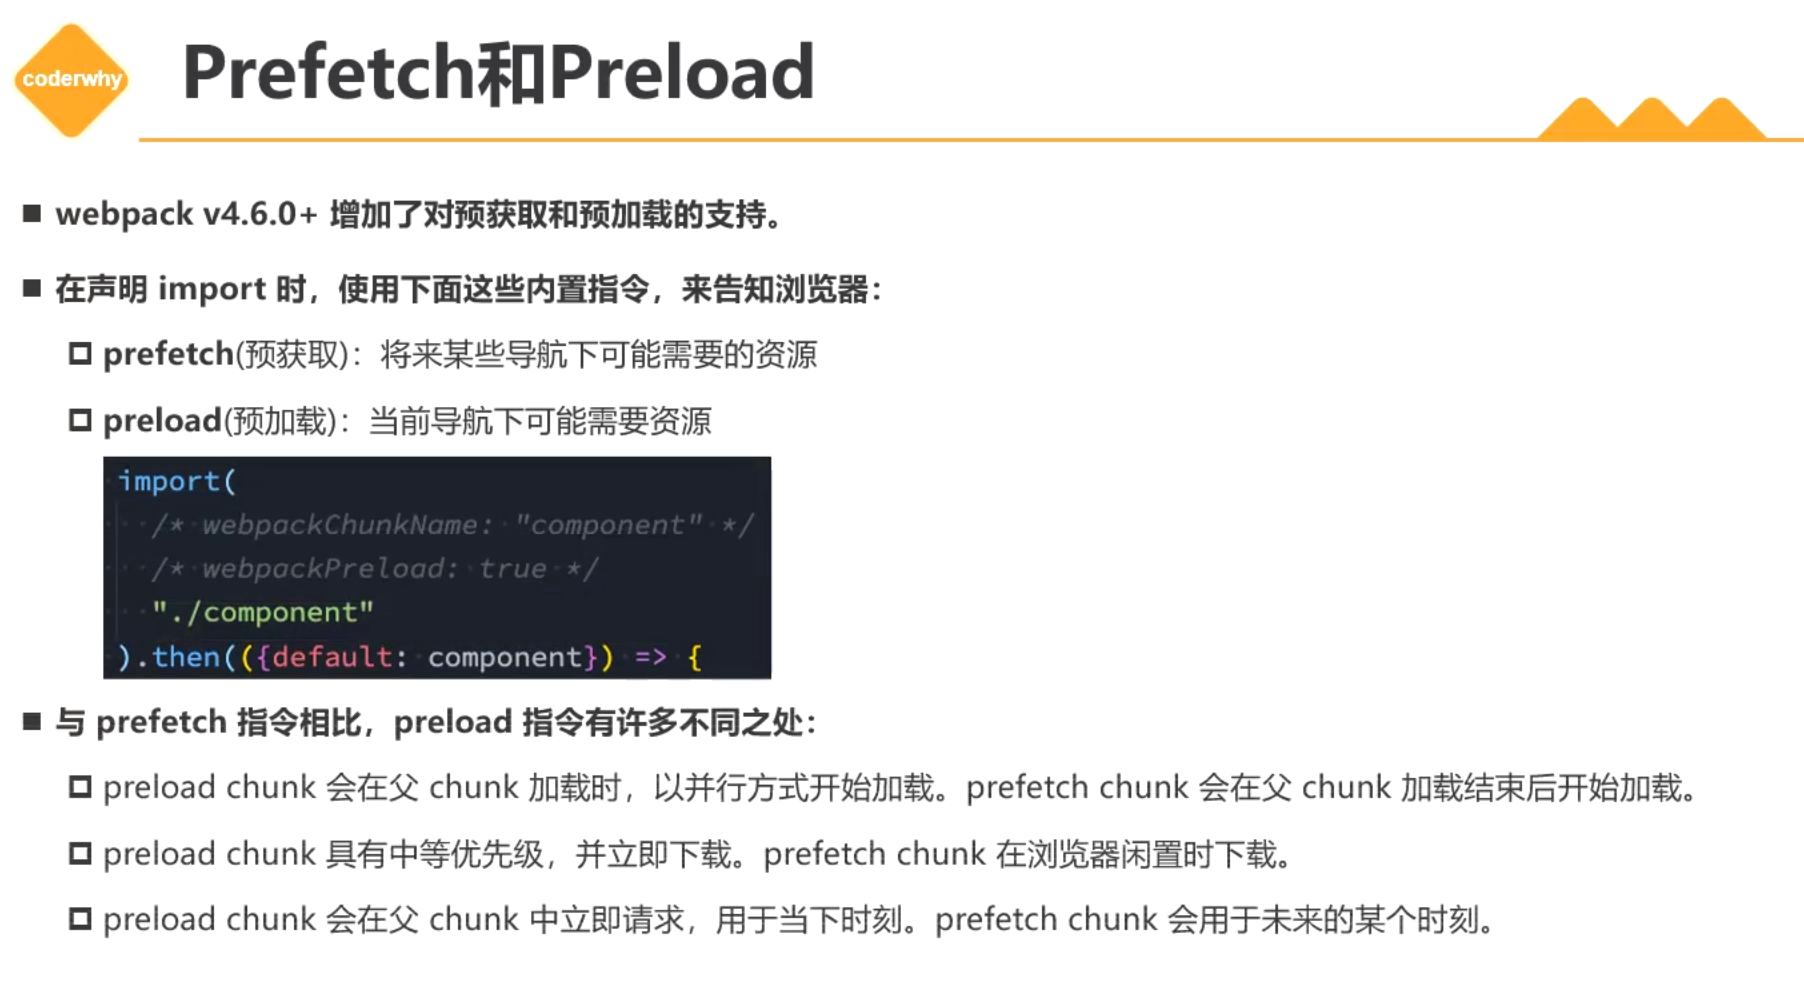 coderwhy
Prefetch和Preload
webpack v4.6.0+ 增加了对预获取和预加载的支持。
在声明 import 时，使用下面这些内置指令，来告知浏览器：
prefetch(预获取)：将来某些导航下可能需要的资源
preload(预加载)：当前导航下可能需要资源
import(
/* webpackChunkName: "component" */
/* webpackPreload: true */
"./component"
).then(({default: component}) => {
与 prefetch 指令相比，preload 指令有许多不同之处：
preload chunk 会在父 chunk 加载时，以并行方式开始加载。prefetch chunk 会在父 chunk 加载结束后开始加载。
preload chunk 具有中等优先级，并立即下载。prefetch chunk 在浏览器闲置时下载。
preload chunk 会在父 chunk 中立即请求，用于当下时刻。prefetch chunk 会用于未来的某个时刻。